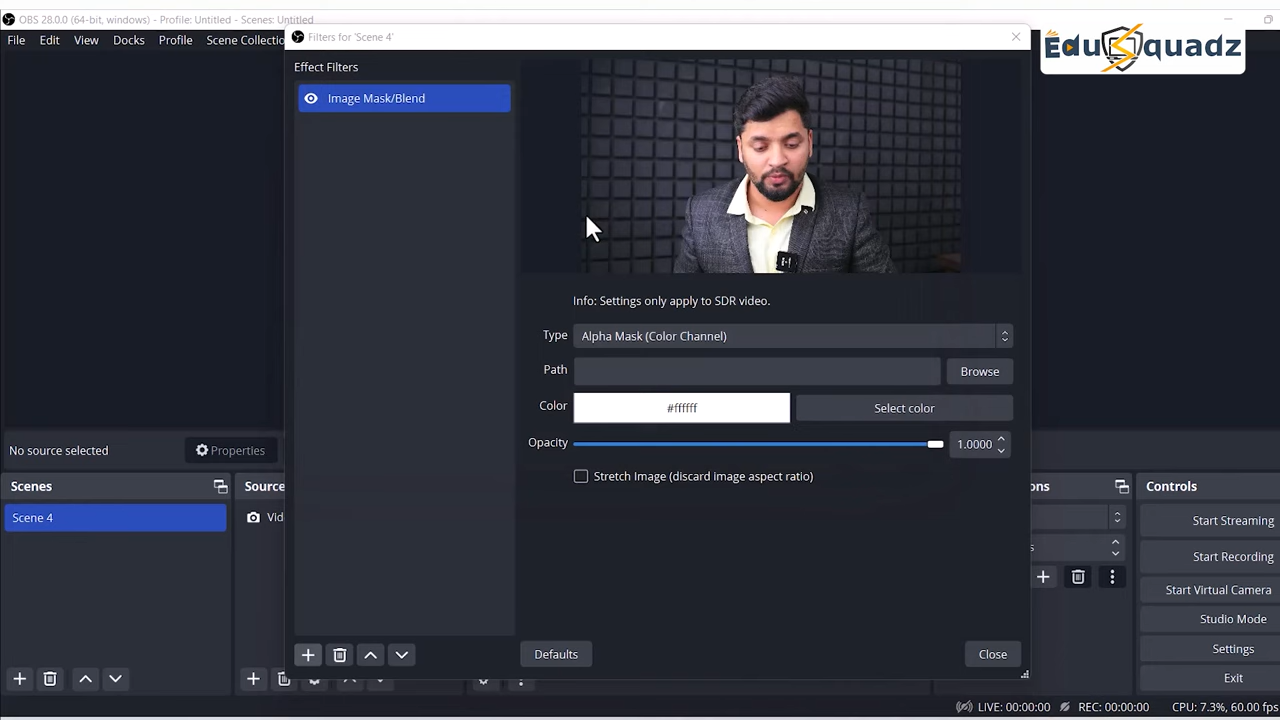 OBS 28.0.0 (64-bit, windows) - Profile: Untitled - Scenes: Untitled
File Edit View Docks Profile Scene Collectio
Filters for 'Scene 4'
EduSquadz
Effect Filters
Image Mask/Blend
Info: Settings only apply to SDR video.
Type Alpha Mask (Color Channel)
Path Browse
Color #ffffff Select color
Opacity 1.0000
Stretch Image (discard image aspect ratio)
No source selected Properties
Scenes Sourc ons Controls
Scene 4 Vid
Start Streaming
Start Recording
Start Virtual Camera
Studio Mode
Settings
Exit
Defaults Close
LIVE: 00:00:00 REC: 00:00:00 CPU: 7.3%, 60.00 fps